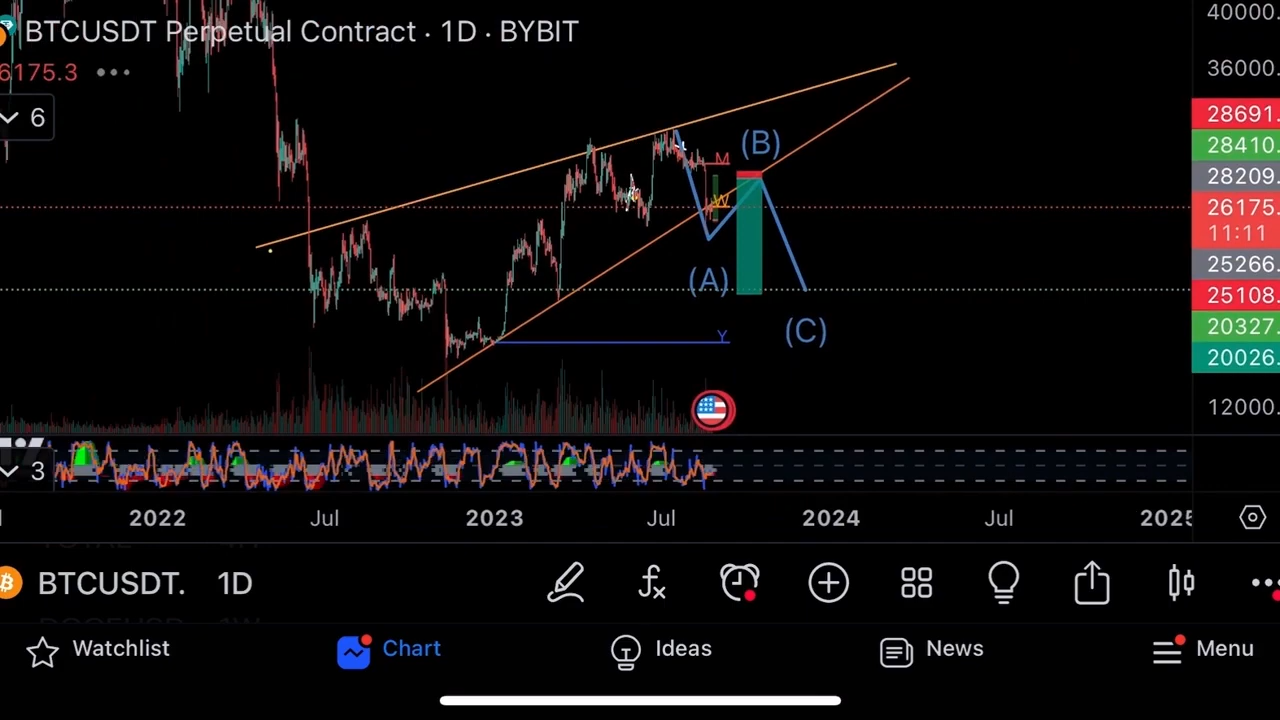 BTCUSDT Perpetual Contract · 1D · BYBIT
6175.3
6
40000.
36000.
28691.
28410.
28209.
26175.
11:11
25266.
25108.
20327.
20026.
12000.
M
(B)
W
(A)
(C)
Y
3
2022 Jul 2023 Jul 2024 Jul 2025
BTCUSDT. 1D
Watchlist Chart Ideas News Menu